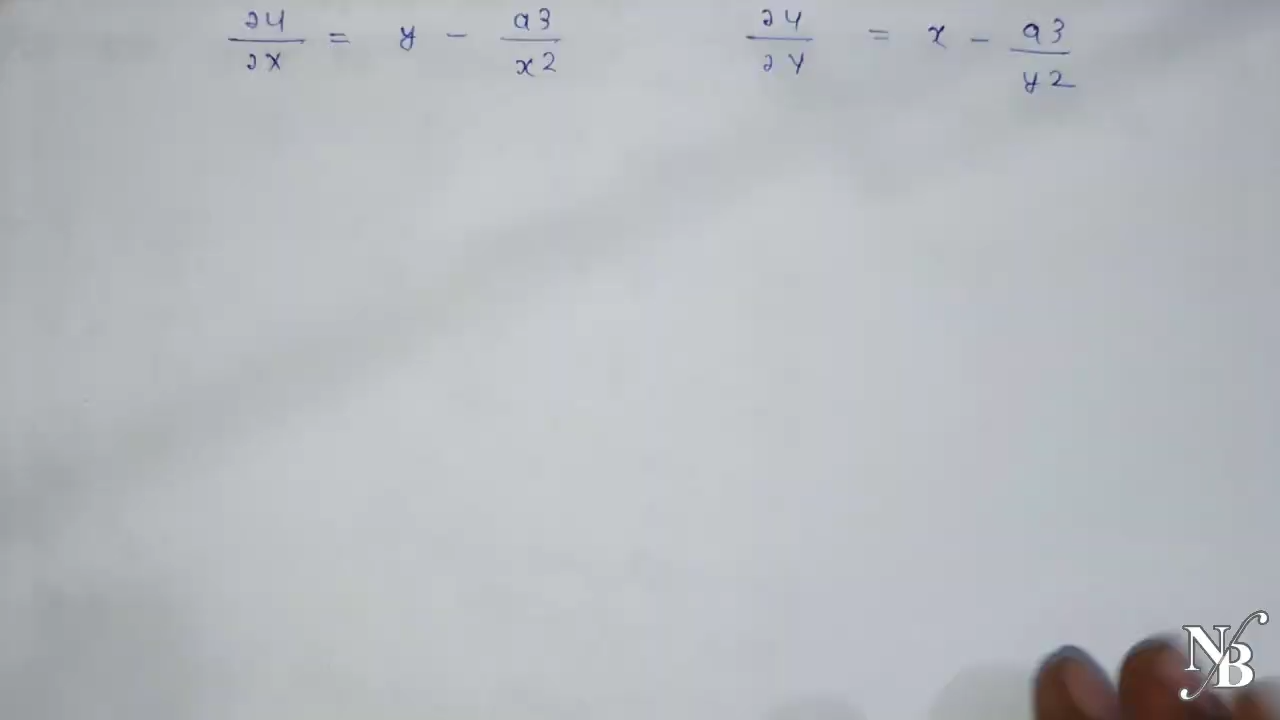 ∂u/∂x = y - a3/x2    ∂u/∂y = x - a3/y2
NB